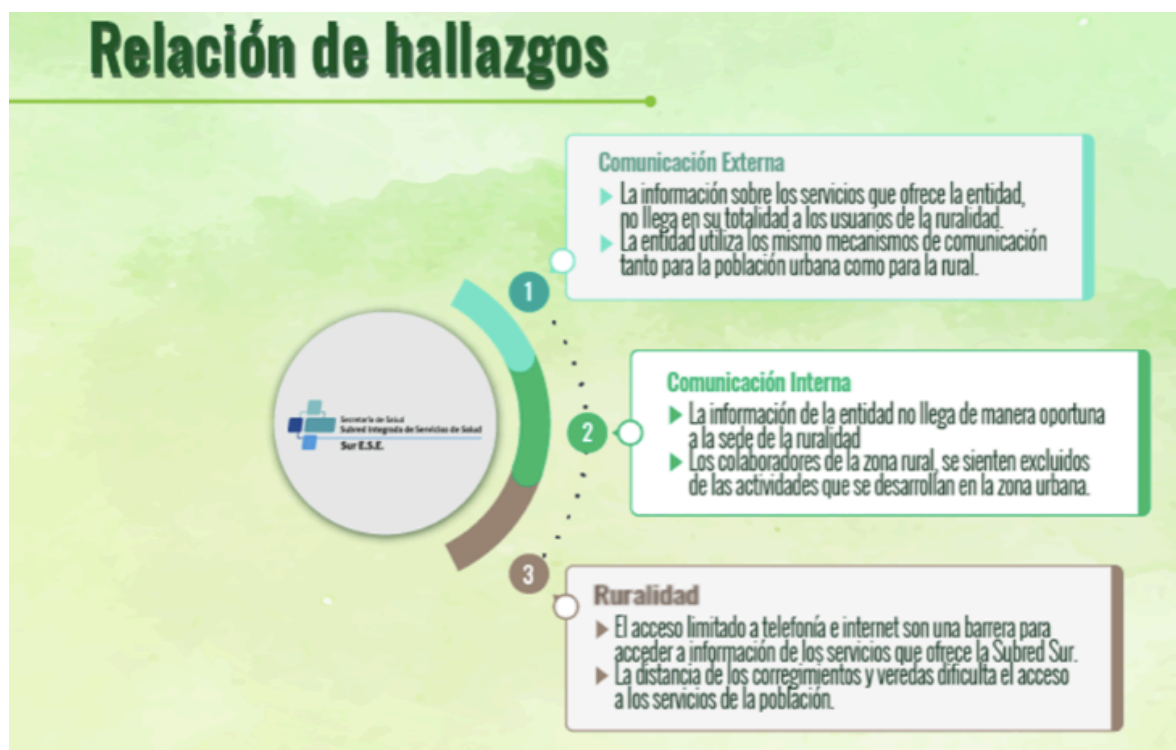 Relación de hallazgos
Comunicación Externa
La información sobre los servicios que ofrece la entidad,
no llega en su totalidad a los usuarios de la ruralidad.
La entidad utiliza los mismo mecanismos de comunicación
tanto para la población urbana como para la rural.
1
Secretaría de Salud
Subred Integrada de Servicios de Salud
Sur E.S.E.
2
Comunicación Interna
La información de la entidad no llega de manera oportuna
a la sede de la ruralidad
Los colaboradores de la zona rural, se sienten excluidos
de las actividades que se desarrollan en la zona urbana.
3
Ruralidad
El acceso limitado a telefonía e internet son una barrera para
acceder a información de los servicios que ofrece la Subred Sur.
La distancia de los corregimientos y veredas dificulta el acceso
a los servicios de la población.